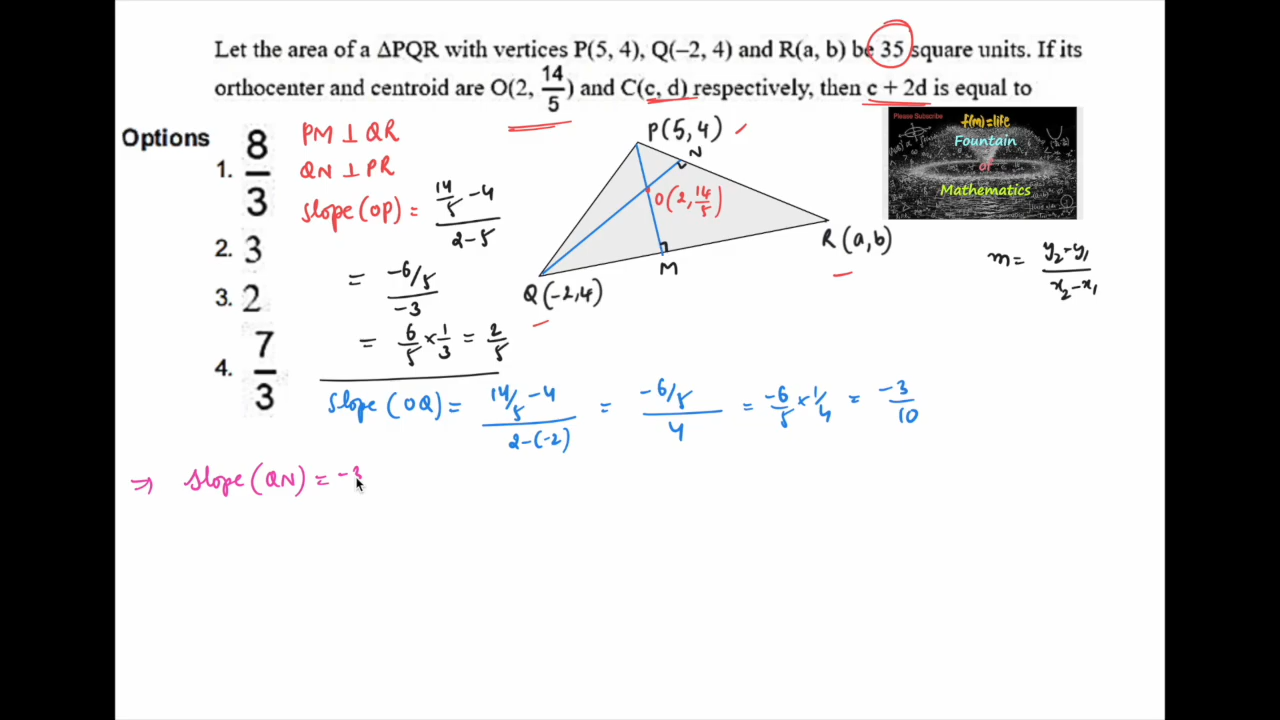 Let the area of a ΔPQR with vertices P(5, 4), Q(–2, 4) and R(a, b) be 35 square units. If its
orthocenter and centroid are O(2, 14/5) and C(c, d) respectively, then c + 2d is equal to
Options
1. 8/3
2. 3
3. 2
4. 7/3
PM ⊥ QR
QN ⊥ PR
Slope (OP) = (14/5 - 4)/(2-5)
= (-6/5)/(-3)
= 6/5 × 1/3 = 2/5
P(5,4)
N
O(2, 14/5)
R(a,b)
M
Q(-2,4)
Please Subscribe
f(m)=life
Fountain
of
Mathematics
m = (y₂-y₁)/(x₂-x₁)
Slope (OQ) = (14/5 - 4)/(2-(-2)) = (-6/5)/4 = -6/5 × 1/4 = -3/10
⇒ Slope (QN) = -3